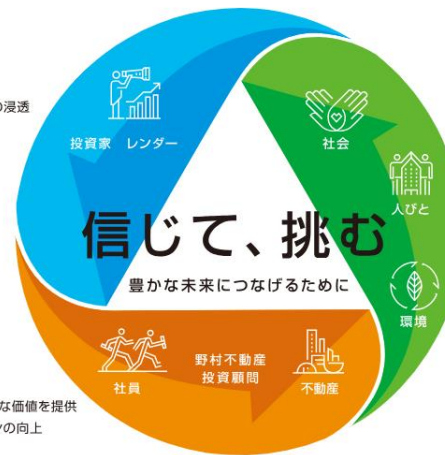 の浸透
投資家 レンダー
社会
人びと
信じて、挑む
豊かな未来につなげるために
環境
社員
野村不動産
投資顧問
不動産
な価値を提供
ンの向上